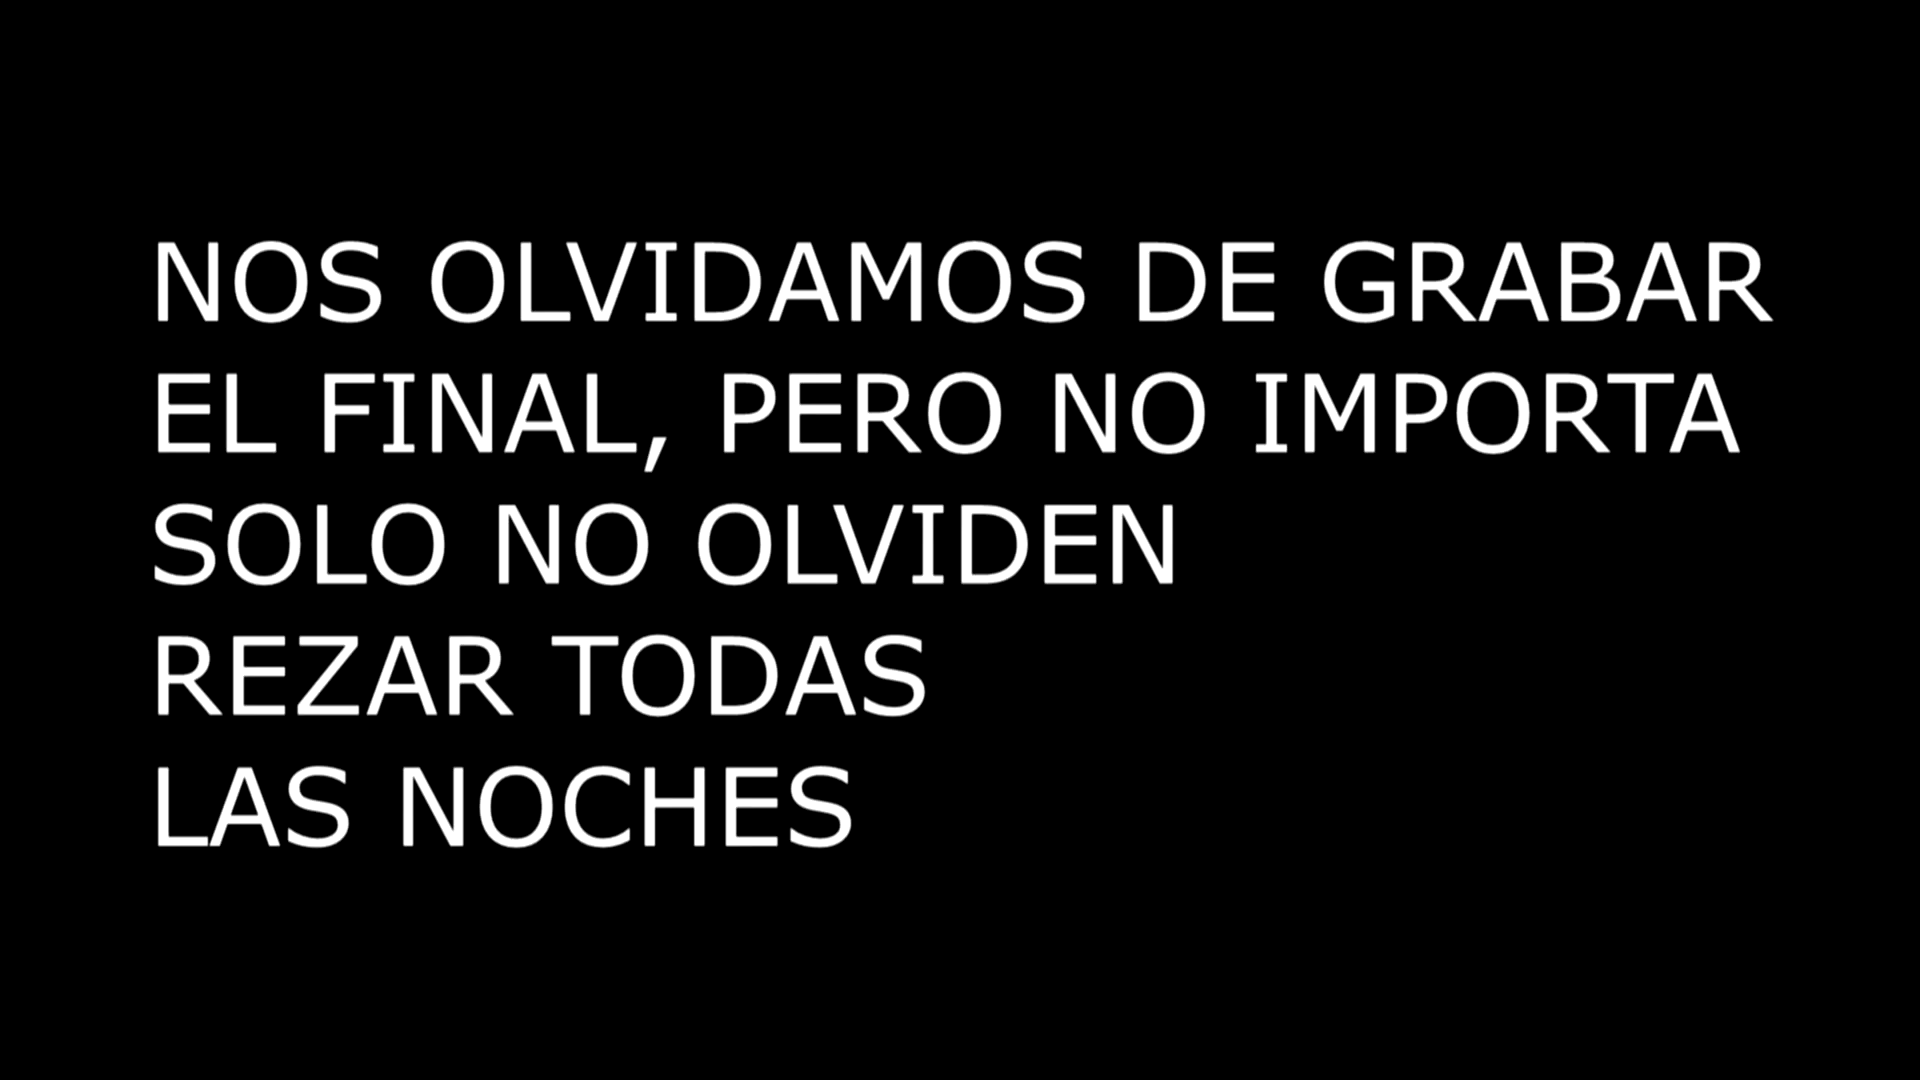 NOS OLVIDAMOS DE GRABAR
EL FINAL, PERO NO IMPORTA
SOLO NO OLVIDEN
REZAR TODAS
LAS NOCHES